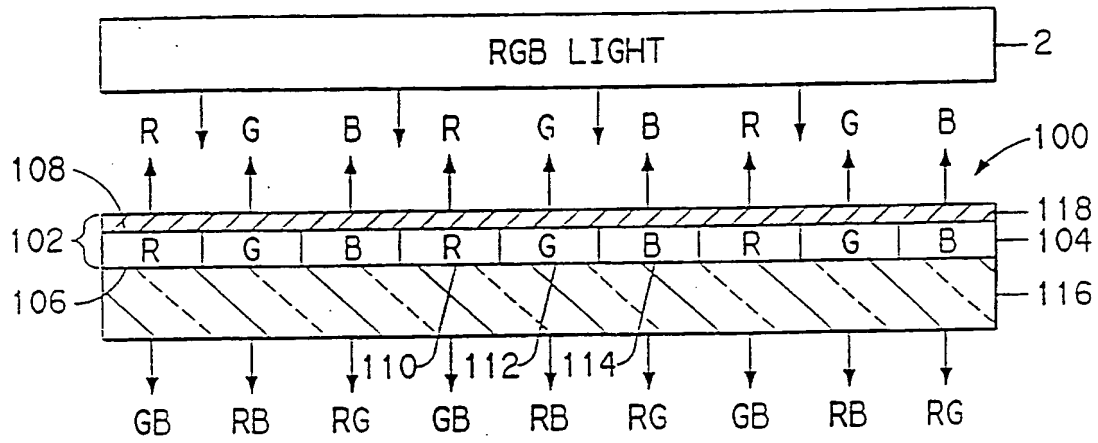 RGB LIGHT 2
R G B R G B R G B
100
108
118
102 R G B R G B R G B 104
106 116
110 112 114
GB RB RG GB RB RG GB RB RG